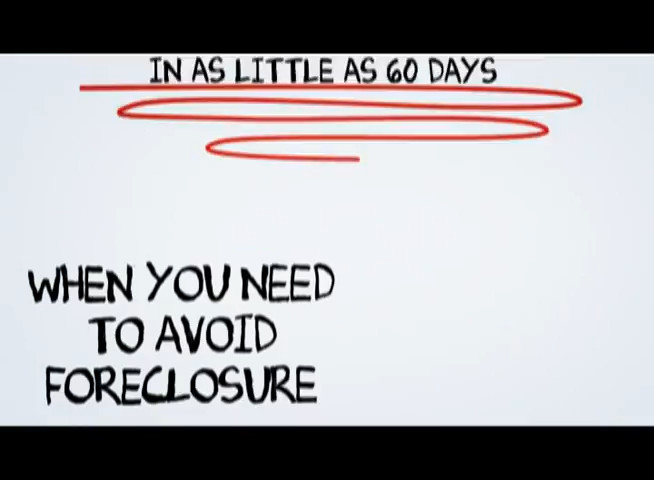 IN AS LITTLE AS 60 DAYS
WHEN YOU NEED
TO AVOID
FORECLOSURE